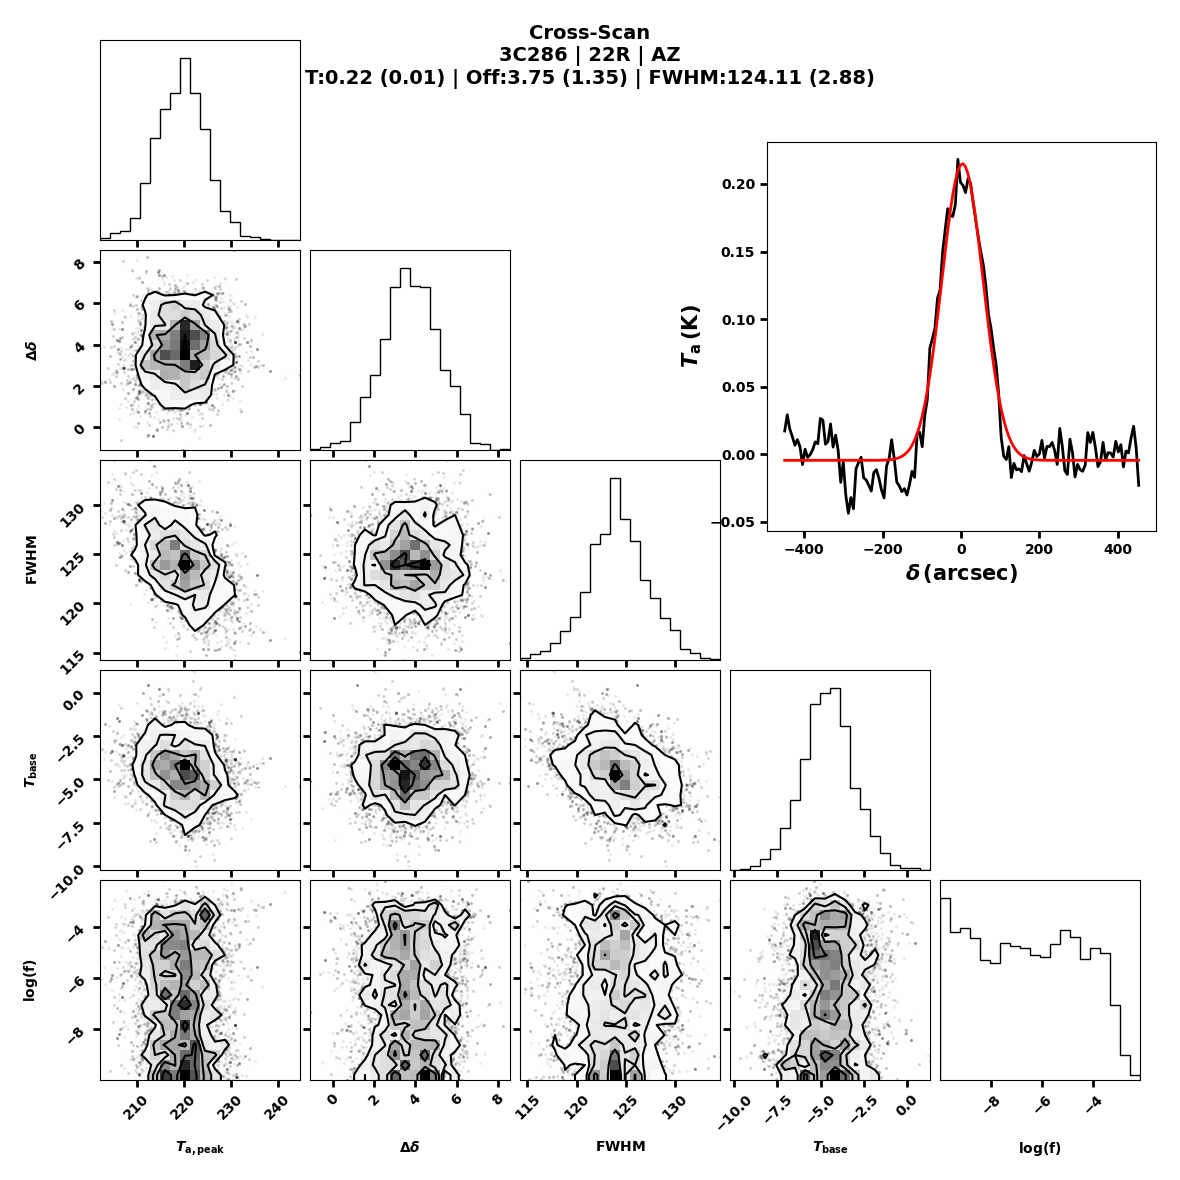 Cross-Scan
3C286 | 22R | AZ
T:0.22 (0.01) | Off:3.75 (1.35) | FWHM:124.11 (2.88)
0.20
0.15
0.10
0.05
0.00
−0.05
Ta (K)
−400 −200 0 200 400
δ (arcsec)
8
6
4
2
0
Δδ
130
125
120
115
FWHM
0.0
−2.5
−5.0
−7.5
−10.0
Tbase
−4
−6
−8
log(f)
210 220 230 240
0 2 4 6 8
115 120 125 130
−10.0 −7.5 −5.0 −2.5 0.0
−8 −6 −4
Ta,peak
Δδ
FWHM
Tbase
log(f)